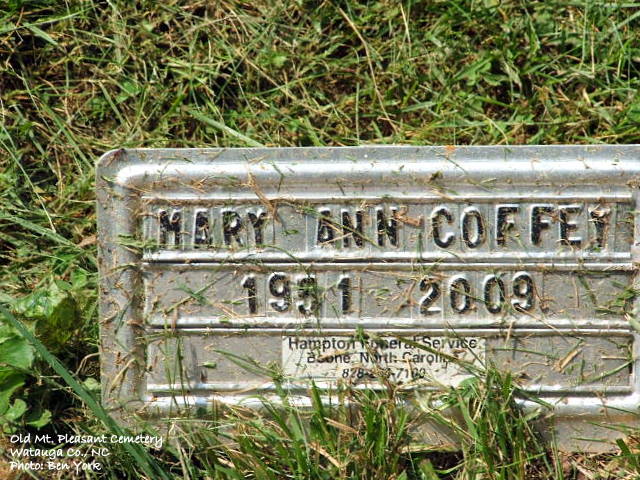 MARY ANN COFFEY
1931 2009
Hampton Funeral Service
Boone, North Carolina
Old Mt. Pleasant Cemetery
Watauga Co., NC
Photo: Ben York